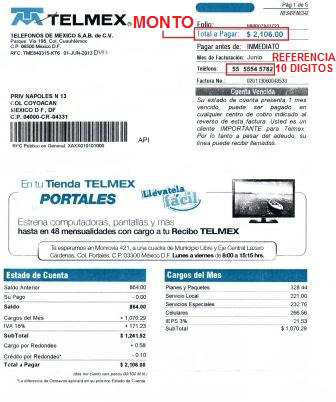 TELMEX
MONTO
Página 1 de 5
RESIDENCIAL
TELEFONOS DE MEXICO S.A.B. de C.V.
Parque Vía 198, Col. Cuauhtémoc
C.P. 06500 México D.F.
RFC: TME840315-KT6 01-JUN-2013
Folio:
Total a Pagar: $ 2,106.00
Pagar antes de: INMEDIATO
Mes de Facturación: Junio
REFERENCIA
10 DIGITOS
Teléfono: 55 5554 5782
Factura No.
Cuenta Vencida
Su estado de cuenta presenta 1 mes
vencido, puede ser pagado en
cualquier centro de cobro indicado al
reverso de esta factura. Usted es un
cliente IMPORTANTE para Telmex.
Por lo tanto a pesar del adeudo, su
línea puede recibir llamadas.
PRIV NAPOLES N 13
COL COYOACAN
MEXICO D F, DF
C.P. 04000-CR-04331
RFC Público en General: XAXX010101000
API
En tu Tienda TELMEX
PORTALES
Llévatela
fácil
Estrena computadoras, pantallas y más
hasta en 48 mensualidades con cargo a tu Recibo TELMEX
Te esperamos en Monrovia 421, a una cuadra de Municipio Libre y Eje Central Lázaro
Cárdenas, Col. Portales, C.P. 03300 México D.F. Lunes a viernes de 8:00 a 15:15 hrs.
Estado de Cuenta
Saldo Anterior 864.00
Su Pago - 0.00
Saldo 864.00
Cargos del Mes + 1,070.29
IVA 16% + 171.23
SubTotal $ 1,241.52
Cargo por Redondeo + 0.58
Crédito por Redondeo - 0.10
Total a Pagar $ 2,106.00
(dos mil ciento seis pesos 00/100 M.N.)
*la diferencia de Centavos aplicará en su próximo Estado de Cuenta
Cargos del Mes
Planes y Paquetes 328.44
Servicio Local 221.00
Servicios Especiales 232.76
Celulares 266.56
IEPS 3% 21.53
SubTotal $ 1,070.29